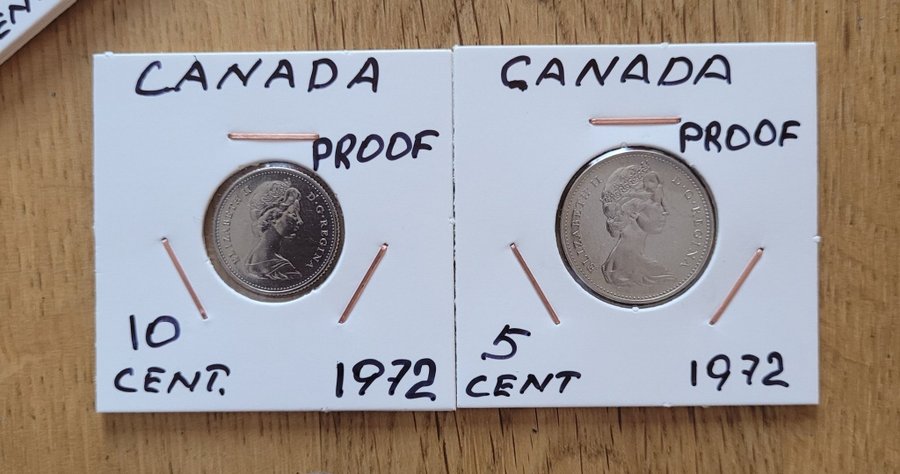 CANADA
PROOF
ELIZABETH II D·G·REGINA
10
CENT.
1972
CANADA
PROOF
ELIZABETH II D·G·REGINA
5
CENT
1972